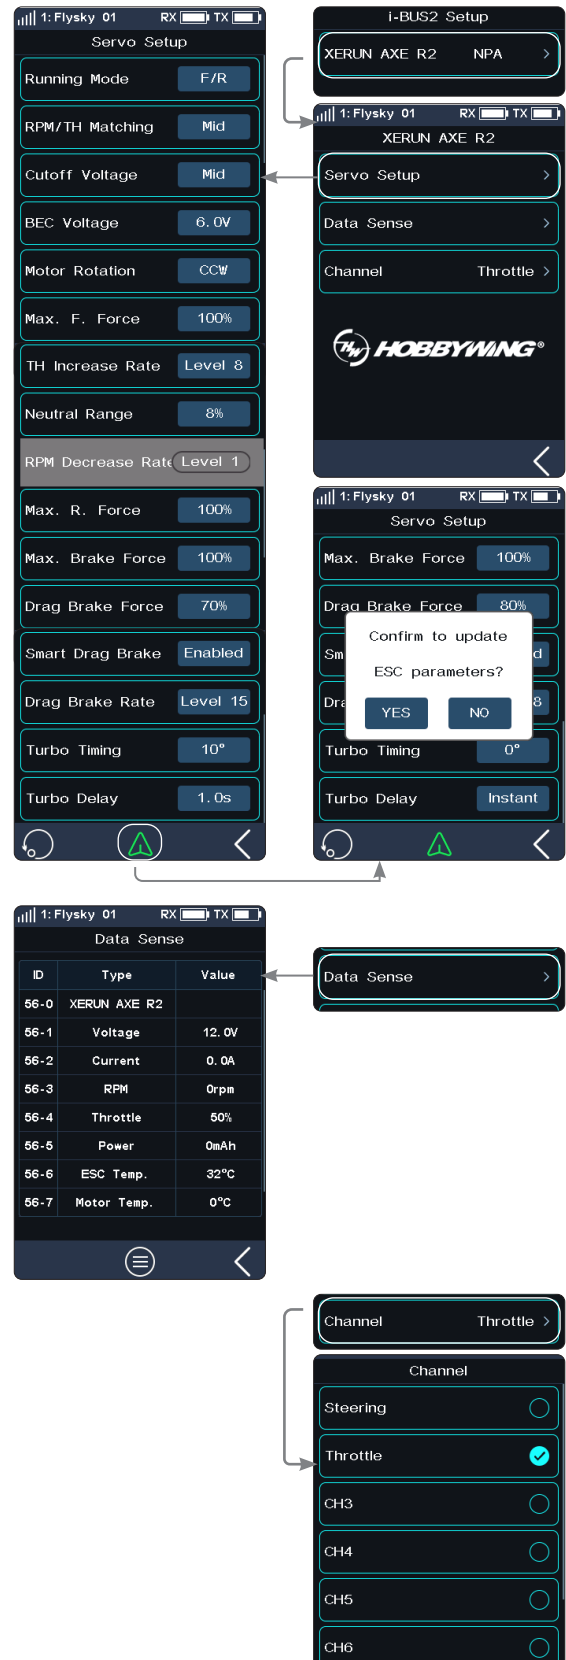 1: Flysky 01 RX TX
Servo Setup
Running Mode F/R
RPM/TH Matching Mid
Cutoff Voltage Mid
BEC Voltage 6.0V
Motor Rotation CCW
Max. F. Force 100%
TH Increase Rate Level 8
Neutral Range 8%
RPM Decrease Rate Level 1
Max. R. Force 100%
Max. Brake Force 100%
Drag Brake Force 70%
Smart Drag Brake Enabled
Drag Brake Rate Level 15
Turbo Timing 10°
Turbo Delay 1.0s
i-BUS2 Setup
XERUN AXE R2 NPA >
1: Flysky 01 RX TX
XERUN AXE R2
Servo Setup >
Data Sense >
Channel Throttle >
HW HOBBYWING®
1: Flysky 01 RX TX
Servo Setup
Max. Brake Force 100%
Drag Brake Force 80%
Sm d
Dra 8
Confirm to update
ESC parameters?
YES NO
Turbo Timing 0°
Turbo Delay Instant
1: Flysky 01 RX TX
Data Sense
ID Type Value
56-0 XERUN AXE R2
56-1 Voltage 12.0V
56-2 Current 0.0A
56-3 RPM 0rpm
56-4 Throttle 50%
56-5 Power 0mAh
56-6 ESC Temp. 32°C
56-7 Motor Temp. 0°C
Data Sense >
Channel Throttle >
Channel
Steering
Throttle
CH3
CH4
CH5
CH6